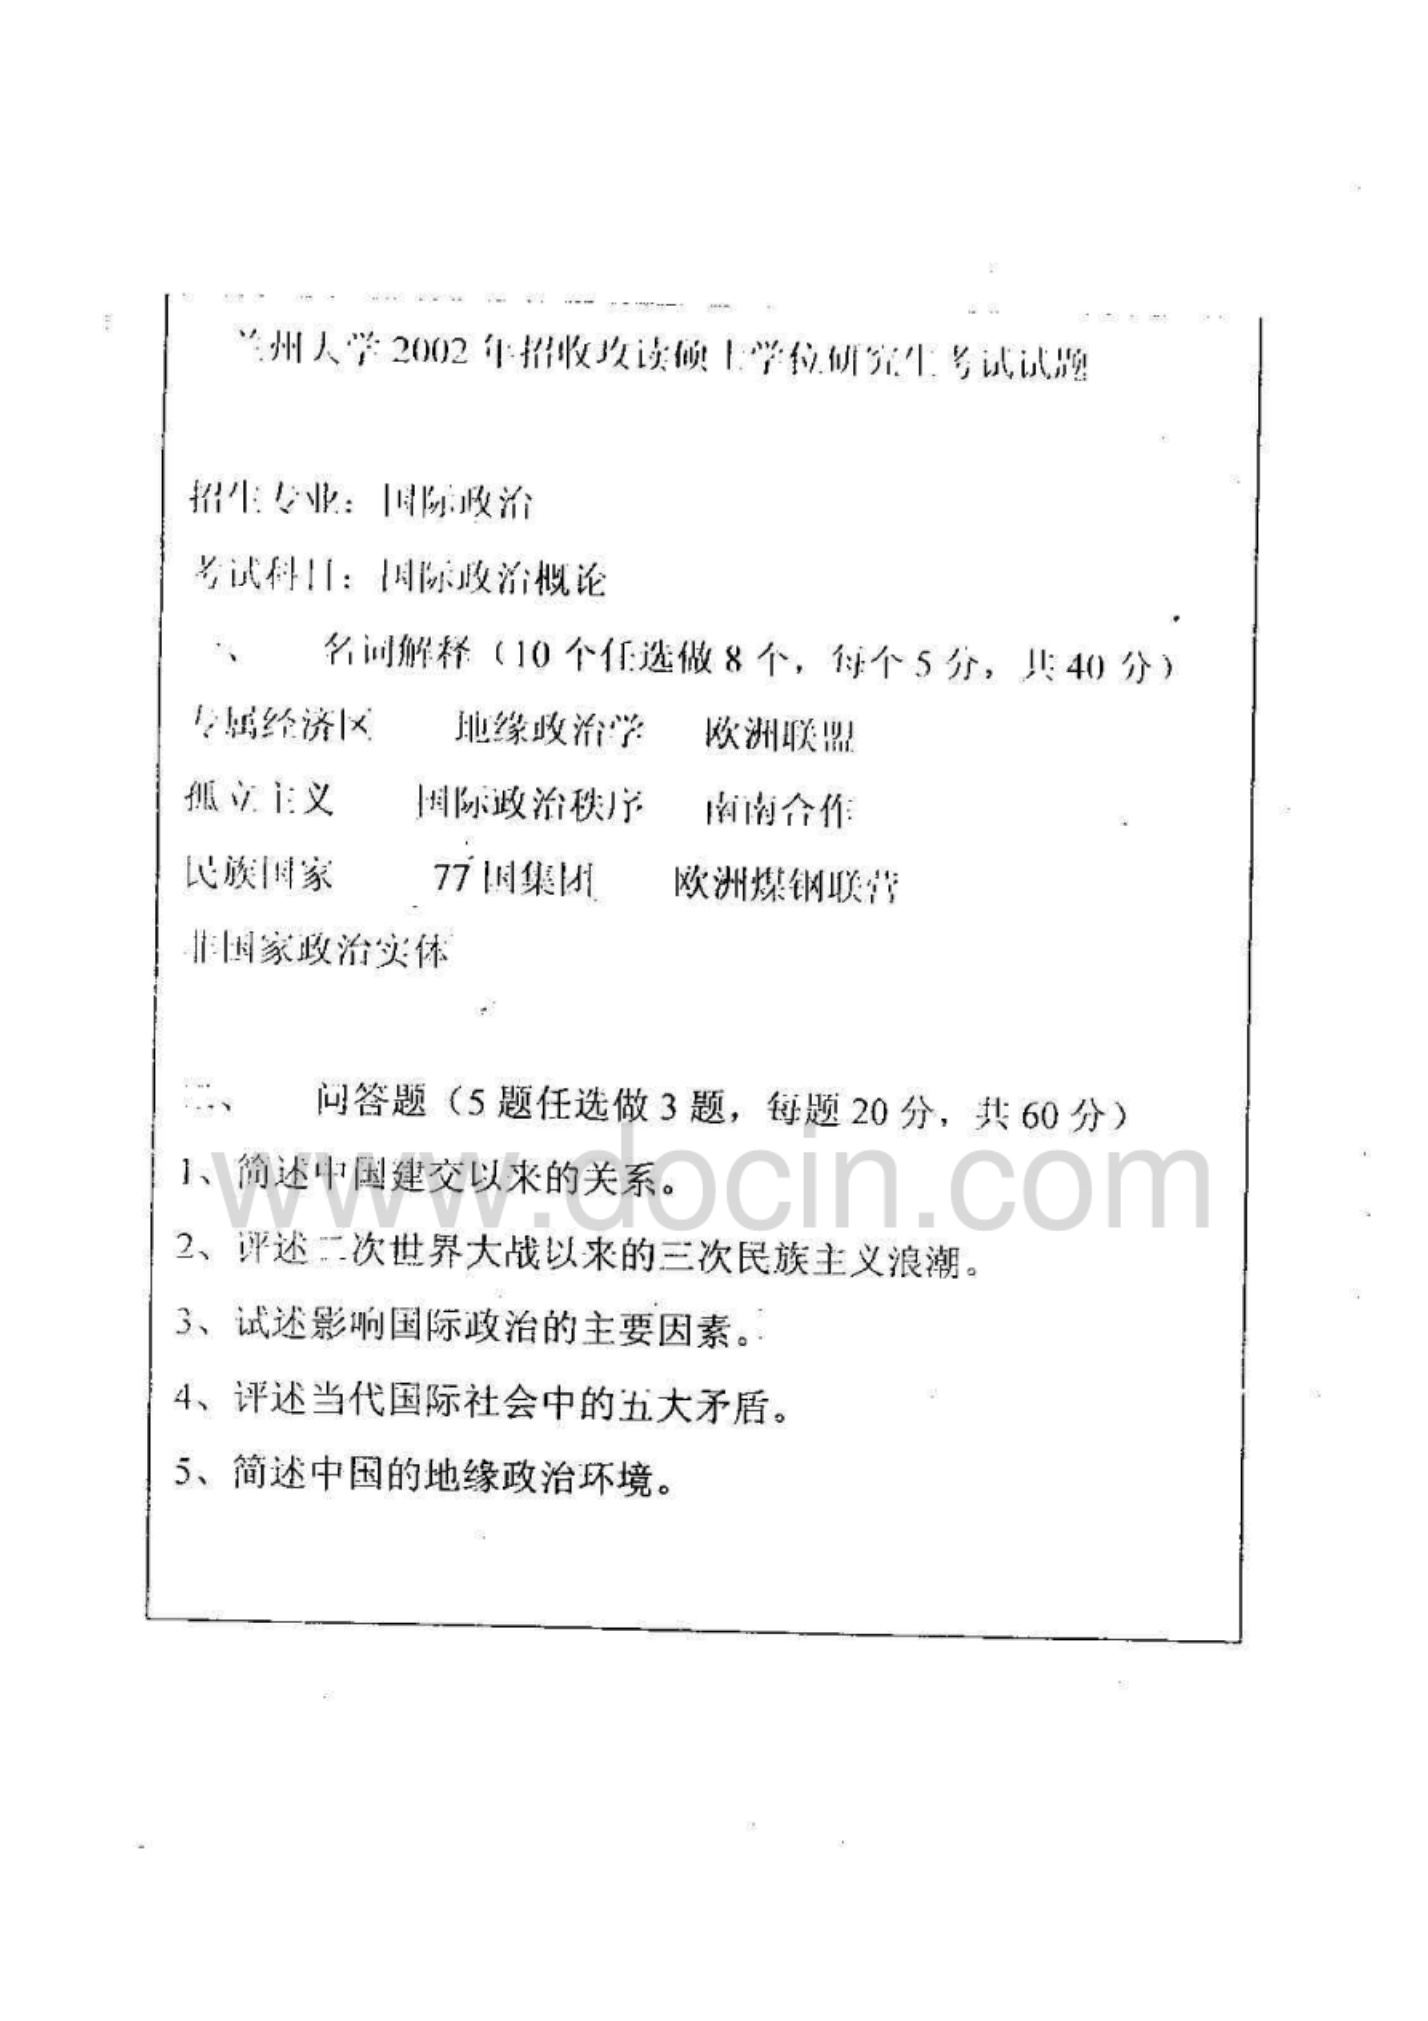 兰州大学2002年招收攻读硕士学位研究生考试试题
招生专业：国际政治
考试科目：国际政治概论
一、 名词解释（10个任选做8个，每个5分，共40分）
专属经济区 地缘政治学 欧洲联盟
孤立主义 国际政治秩序 南南合作
民族国家 77国集团 欧洲煤钢联营
非国家政治实体
二、 问答题（5题任选做3题，每题20分，共60分）
1、简述中国建交以来的关系。
www.docin.com
2、评述二次世界大战以来的三次民族主义浪潮。
3、试述影响国际政治的主要因素。
4、评述当代国际社会中的五大矛盾。
5、简述中国的地缘政治环境。